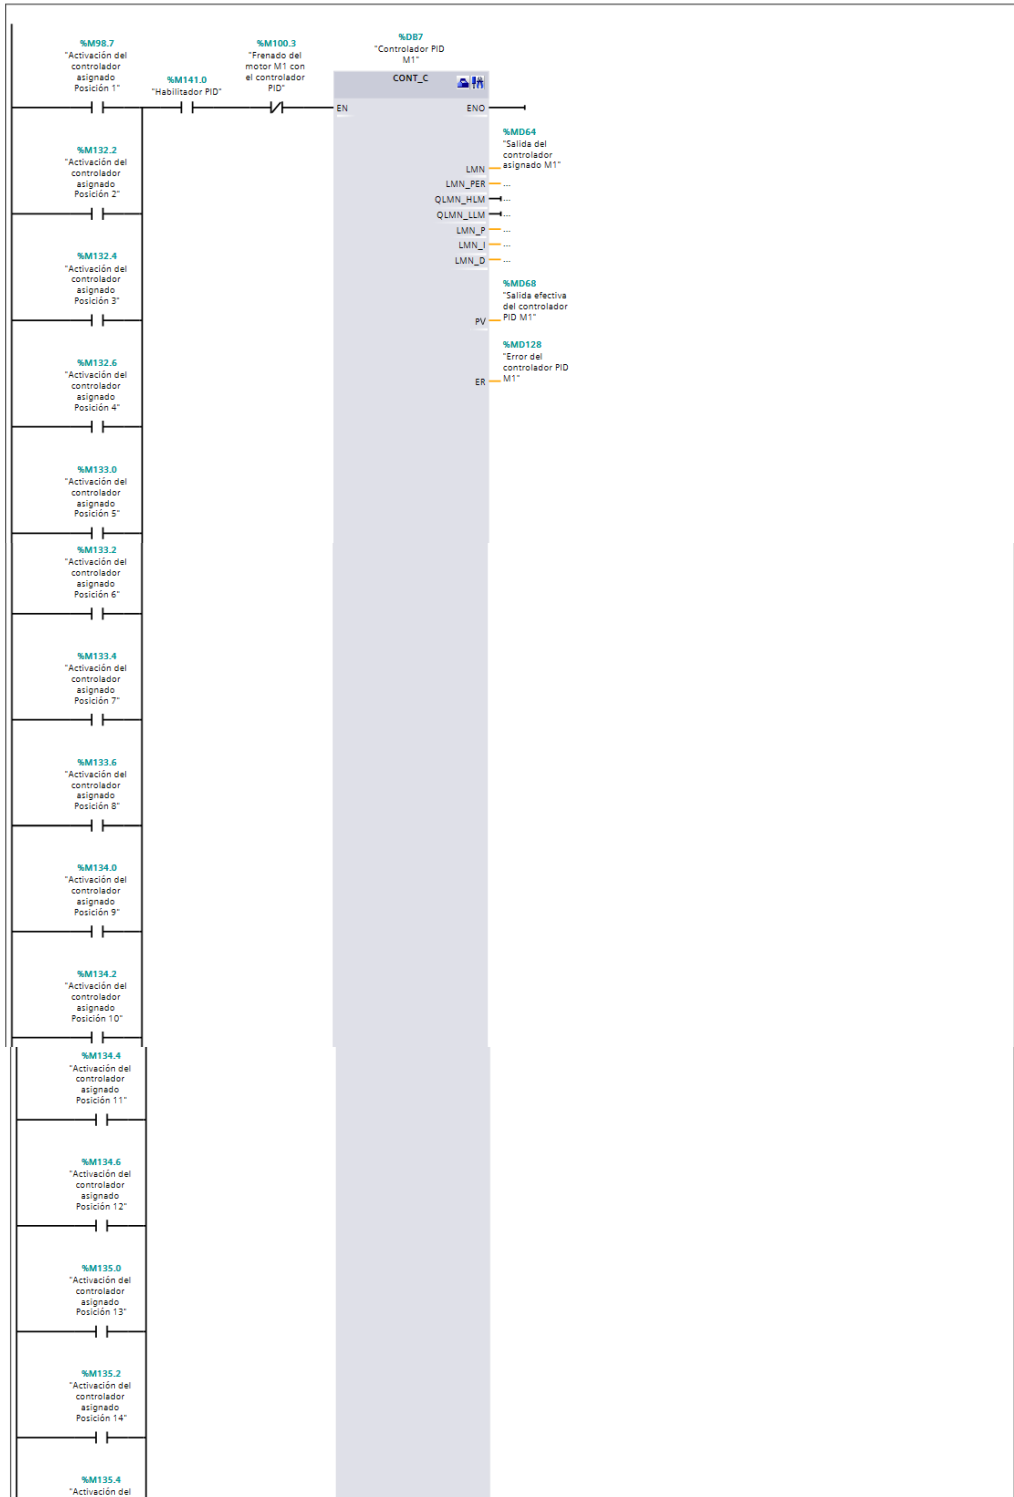 %M98.7
"Activación del
controlador
asignado
Posición 1"
%M141.0
"Habilitador PID"
%M100.3
"Frenado del
motor M1 con
el controlador
PID"
%DB7
"Controlador PID
M1"
CONT_C
EN
ENO
%MD64
"Salida del
controlador
asignado M1"
LMN
LMN_PER
...
QLMN_HLM
...
QLMN_LLM
...
LMN_P
...
LMN_I
...
LMN_D
...
%MD68
"Salida efectiva
del controlador
PID M1"
PV
%MD128
"Error del
controlador PID
M1"
ER
%M132.2
"Activación del
controlador
asignado
Posición 2"
%M132.4
"Activación del
controlador
asignado
Posición 3"
%M132.6
"Activación del
controlador
asignado
Posición 4"
%M133.0
"Activación del
controlador
asignado
Posición 5"
%M133.2
"Activación del
controlador
asignado
Posición 6"
%M133.4
"Activación del
controlador
asignado
Posición 7"
%M133.6
"Activación del
controlador
asignado
Posición 8"
%M134.0
"Activación del
controlador
asignado
Posición 9"
%M134.2
"Activación del
controlador
asignado
Posición 10"
%M134.4
"Activación del
controlador
asignado
Posición 11"
%M134.6
"Activación del
controlador
asignado
Posición 12"
%M135.0
"Activación del
controlador
asignado
Posición 13"
%M135.2
"Activación del
controlador
asignado
Posición 14"
%M135.4
"Activación del